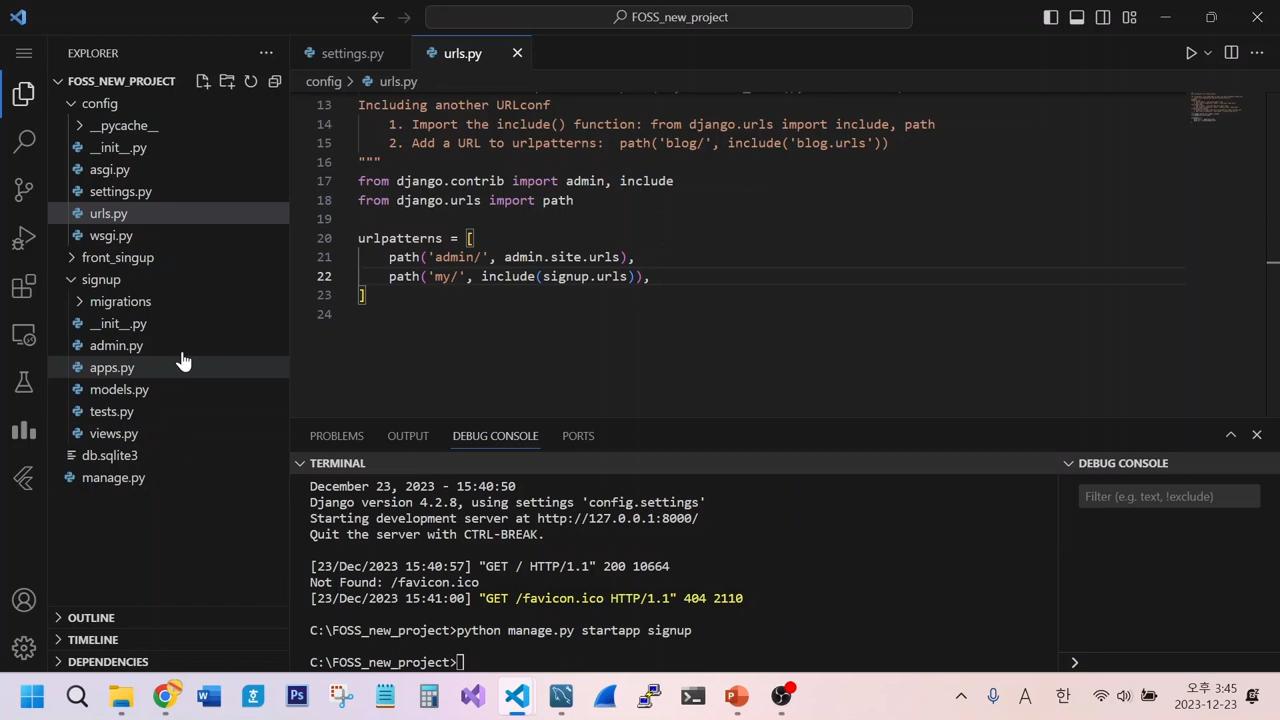 FOSS_new_project
EXPLORER
FOSS_NEW_PROJECT
config
__pycache__
__init__.py
asgi.py
settings.py
urls.py
wsgi.py
front_singup
signup
migrations
__init__.py
admin.py
apps.py
models.py
tests.py
views.py
db.sqlite3
manage.py
OUTLINE
TIMELINE
DEPENDENCIES
settings.py
urls.py
config > urls.py
13 Including another URLconf
14 1. Import the include() function: from django.urls import include, path
15 2. Add a URL to urlpatterns: path('blog/', include('blog.urls'))
16 """
17 from django.contrib import admin, include
18 from django.urls import path
19
20 urlpatterns = [
21 path('admin/', admin.site.urls),
22 path('my/', include(signup.urls)),
23 ]
24
PROBLEMS OUTPUT DEBUG CONSOLE PORTS
TERMINAL
December 23, 2023 - 15:40:50
Django version 4.2.8, using settings 'config.settings'
Starting development server at http://127.0.0.1:8000/
Quit the server with CTRL-BREAK.
[23/Dec/2023 15:40:57] "GET / HTTP/1.1" 200 10664
Not Found: /favicon.ico
[23/Dec/2023 15:41:00] "GET /favicon.ico HTTP/1.1" 404 2110
C:\FOSS_new_project>python manage.py startapp signup
C:\FOSS_new_project>
DEBUG CONSOLE
Filter (e.g. text, !exclude)
A 한
오후 3:45
2023-12-23